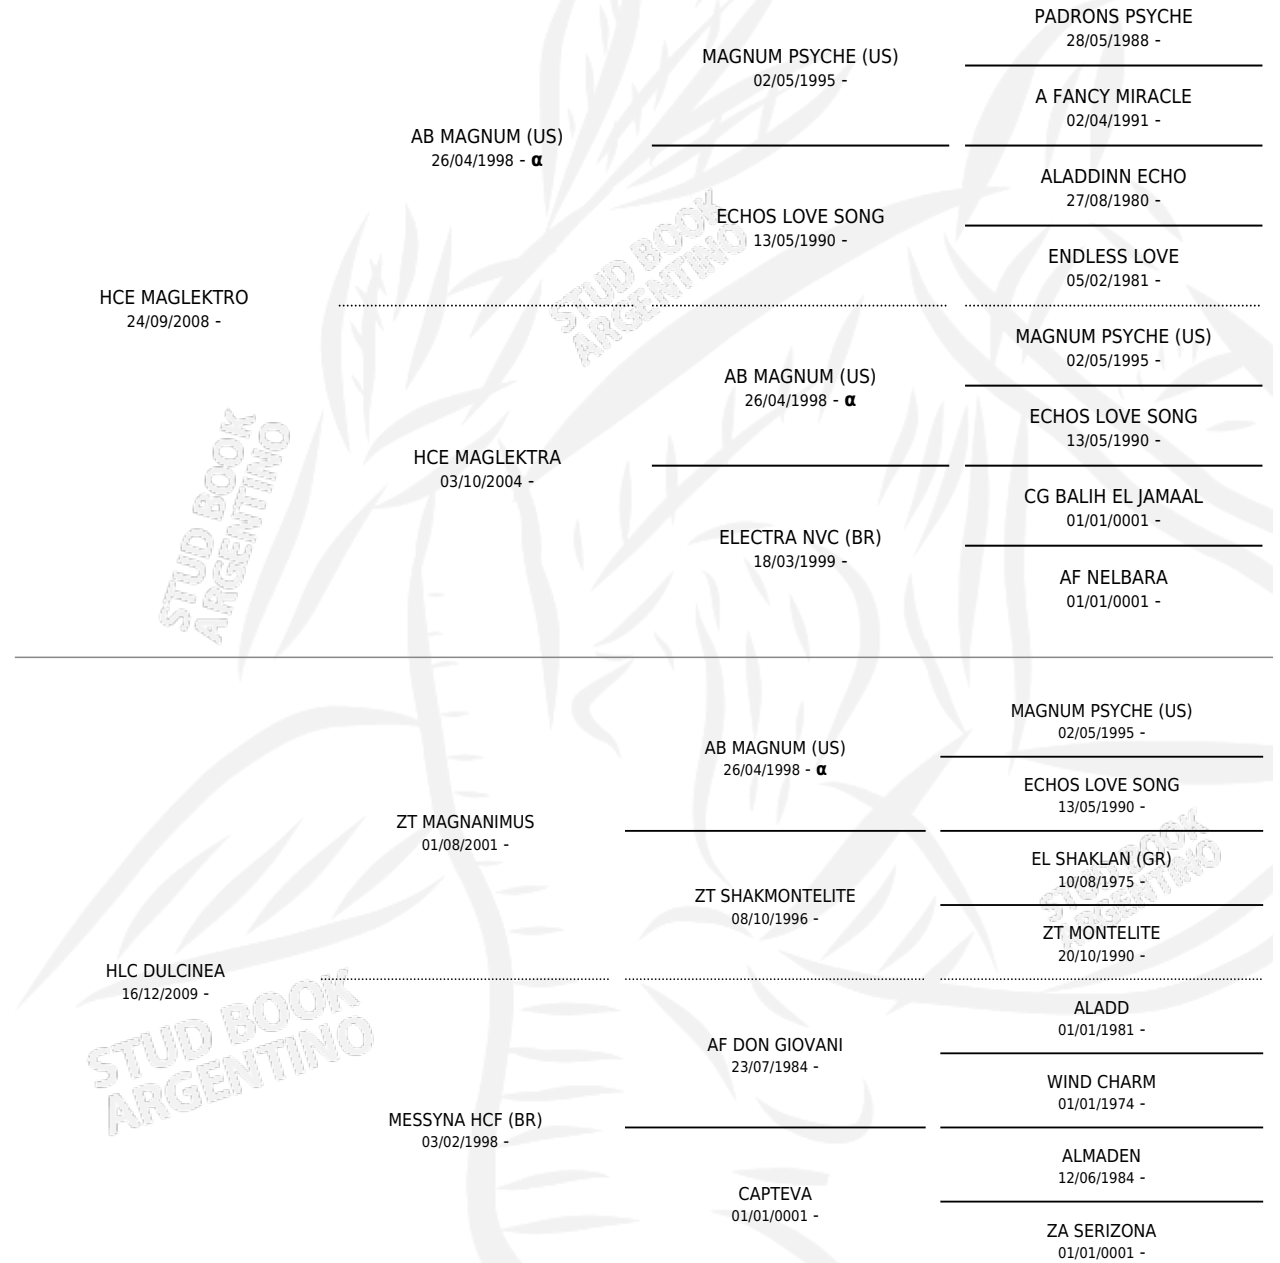 PADRONS PSYCHE
28/05/1988 -
MAGNUM PSYCHE (US)
02/05/1995 -
A FANCY MIRACLE
02/04/1991 -
AB MAGNUM (US)
26/04/1998 - α
ALADDINN ECHO
27/08/1980 -
ECHOS LOVE SONG
13/05/1990 -
ENDLESS LOVE
05/02/1981 -
HCE MAGLEKTRO
24/09/2008 -
MAGNUM PSYCHE (US)
02/05/1995 -
AB MAGNUM (US)
26/04/1998 - α
ECHOS LOVE SONG
13/05/1990 -
HCE MAGLEKTRA
03/10/2004 -
CG BALIH EL JAMAAL
01/01/0001 -
ELECTRA NVC (BR)
18/03/1999 -
AF NELBARA
01/01/0001 -
STUD BOOK
ARGENTINO
STUD BOOK
ARGENTINO
MAGNUM PSYCHE (US)
02/05/1995 -
AB MAGNUM (US)
26/04/1998 - α
ECHOS LOVE SONG
13/05/1990 -
ZT MAGNANIMUS
01/08/2001 -
EL SHAKLAN (GR)
10/08/1975 -
ZT SHAKMONTELITE
08/10/1996 -
ZT MONTELITE
20/10/1990 -
HLC DULCINEA
16/12/2009 -
ALADD
01/01/1981 -
AF DON GIOVANI
23/07/1984 -
WIND CHARM
01/01/1974 -
MESSYNA HCF (BR)
03/02/1998 -
ALMADEN
12/06/1984 -
CAPTEVA
01/01/0001 -
ZA SERIZONA
01/01/0001 -
STUD BOOK
ARGENTINO
STUD BOOK
ARGENTINO